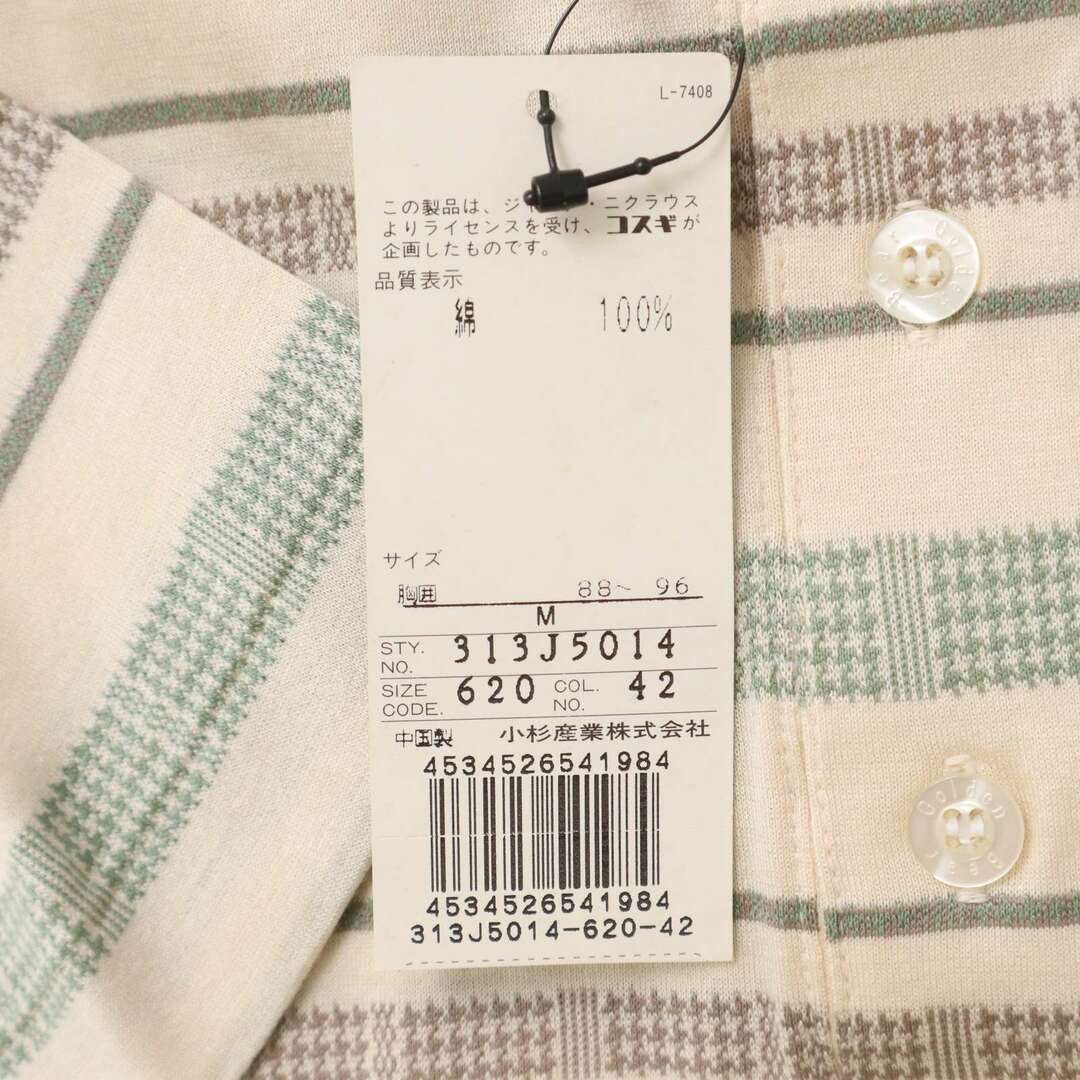 L-7408
この製品は、ジ・ニクラウス
よりライセンスを受け、コスギが
企画したものです。
品質表示
綿 100%
サイズ
胸囲 88~ 96
M
STY. NO. 313J5014
SIZE CODE. 620 COL. NO. 42
中国製 小杉産業株式会社
4534526541984
4534526541984
313J5014-620-42
Golden Bear
Golden Bear